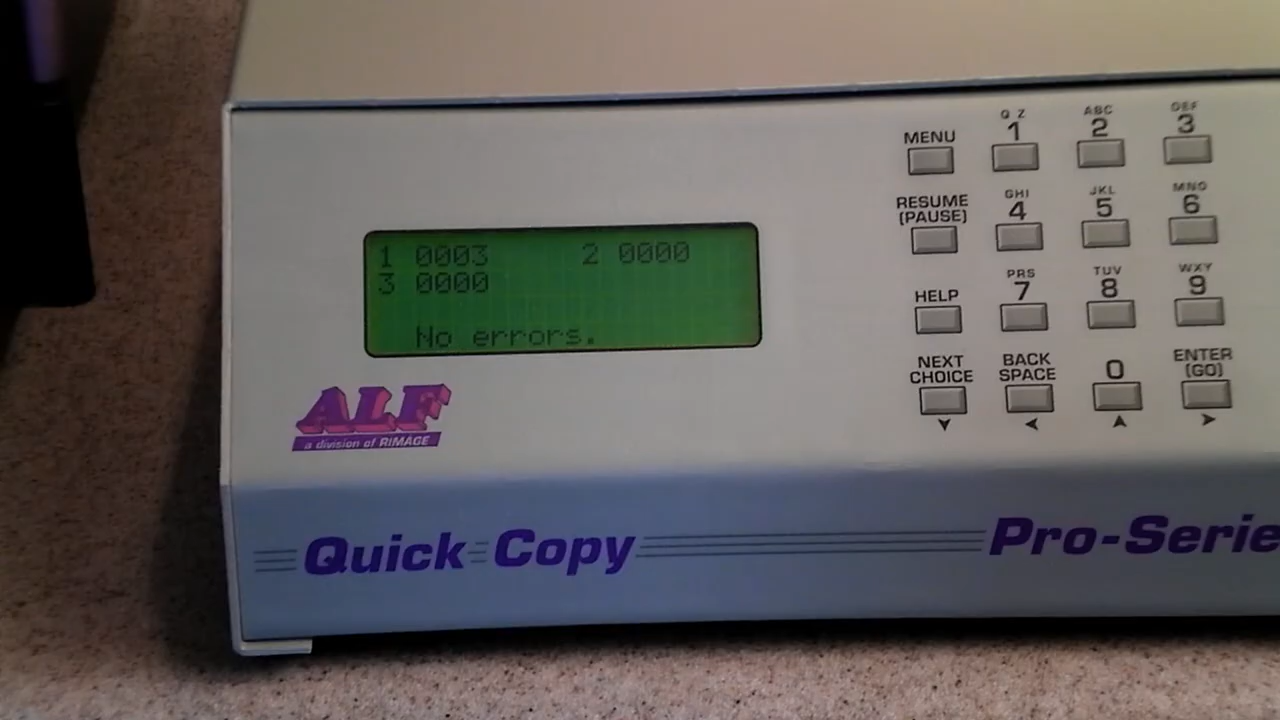 1 0003 2 0000
3 0000
No errors.
ALF
a division of RIMAGE
Quick Copy
Pro-Serie
MENU
Q Z
1
ABC
2
DEF
3
RESUME
(PAUSE)
GHI
4
JKL
5
MNO
6
HELP
PRS
7
TUV
8
WXY
9
NEXT
CHOICE
BACK
SPACE
0
ENTER
(GO)